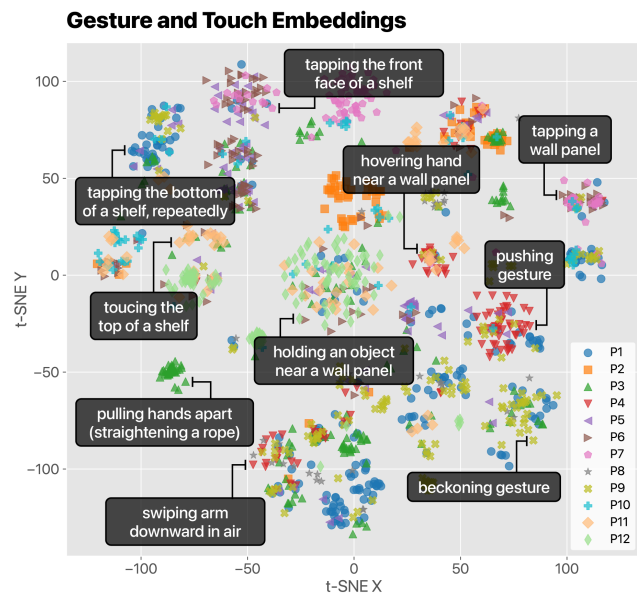 Gesture and Touch Embeddings
tapping the front
face of a shelf
tapping a
wall panel
hovering hand
near a wall panel
tapping the bottom
of a shelf, repeatedly
pushing
gesture
toucing the
top of a shelf
holding an object
near a wall panel
pulling hands apart
(straightening a rope)
beckoning gesture
swiping arm
downward in air
t-SNE Y
100
50
0
−50
−100
−100
−50
0
50
100
t-SNE X
P1
P2
P3
P4
P5
P6
P7
P8
P9
P10
P11
P12